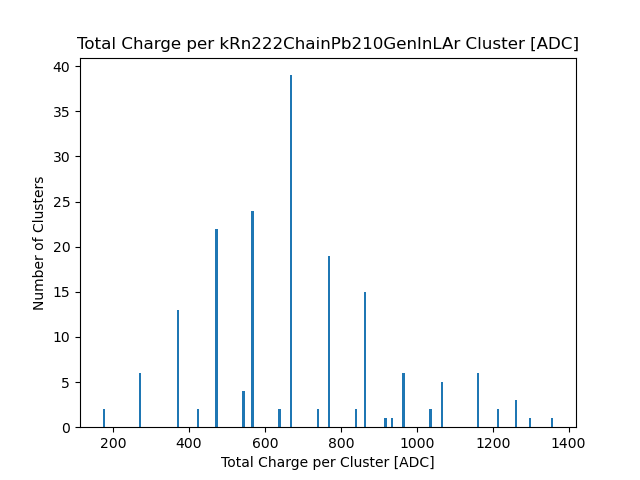 Total Charge per kRn222ChainPb210GenInLAr Cluster [ADC]
40
35
30
25
20
15
10
5
0
Number of Clusters
200 400 600 800 1000 1200 1400
Total Charge per Cluster [ADC]